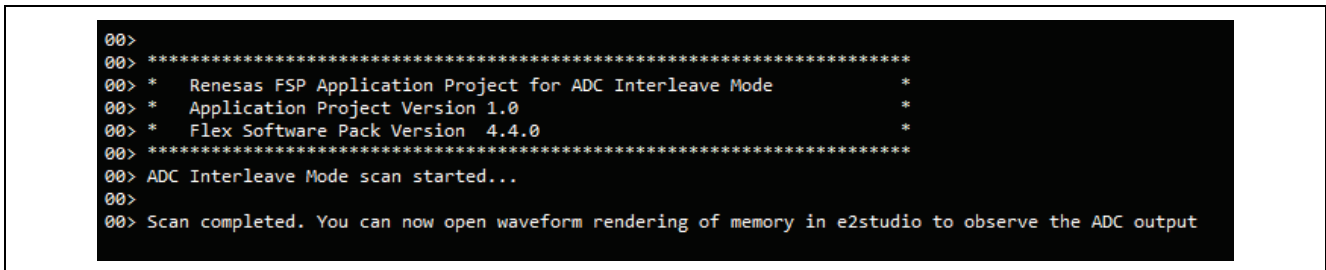 00>
00> ***********************************************************************
00> *   Renesas FSP Application Project for ADC Interleave Mode            *
00> *   Application Project Version 1.0                                    *
00> *   Flex Software Pack Version  4.4.0                                  *
00> ***********************************************************************
00> ADC Interleave Mode scan started...
00>
00> Scan completed. You can now open waveform rendering of memory in e2studio to observe the ADC output